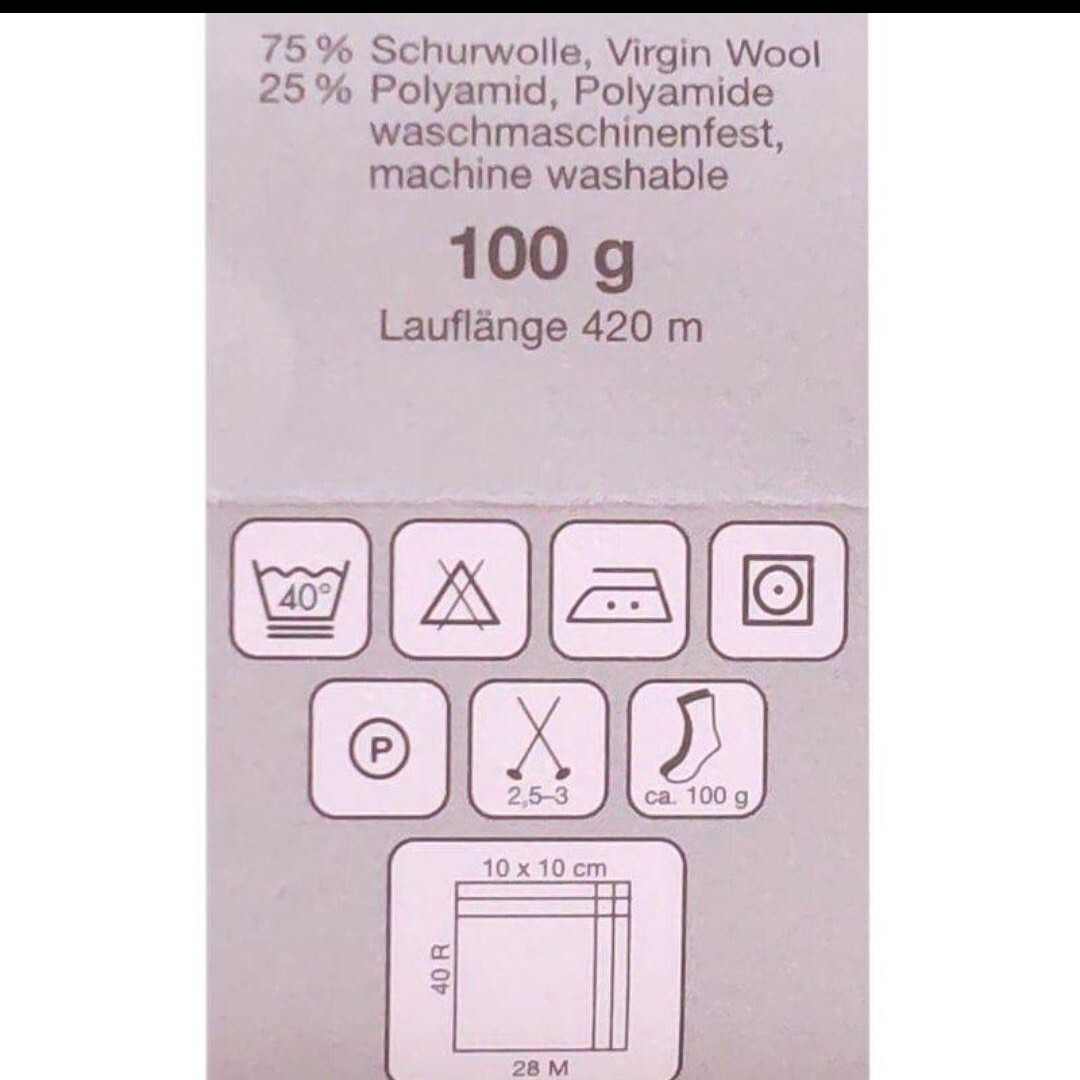 75 % Schurwolle, Virgin Wool
25 % Polyamid, Polyamide
waschmaschinenfest,
machine washable
100 g
Lauflänge 420 m
40°
P
2,5–3
ca. 100 g
10 x 10 cm
40 R
28 M